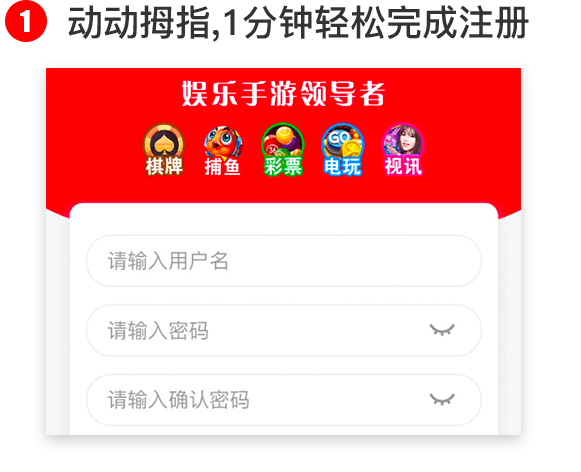 1 动动拇指,1分钟轻松完成注册
娱乐手游领导者
棋牌 捕鱼 彩票 电玩 视讯
请输入用户名
请输入密码
请输入确认密码